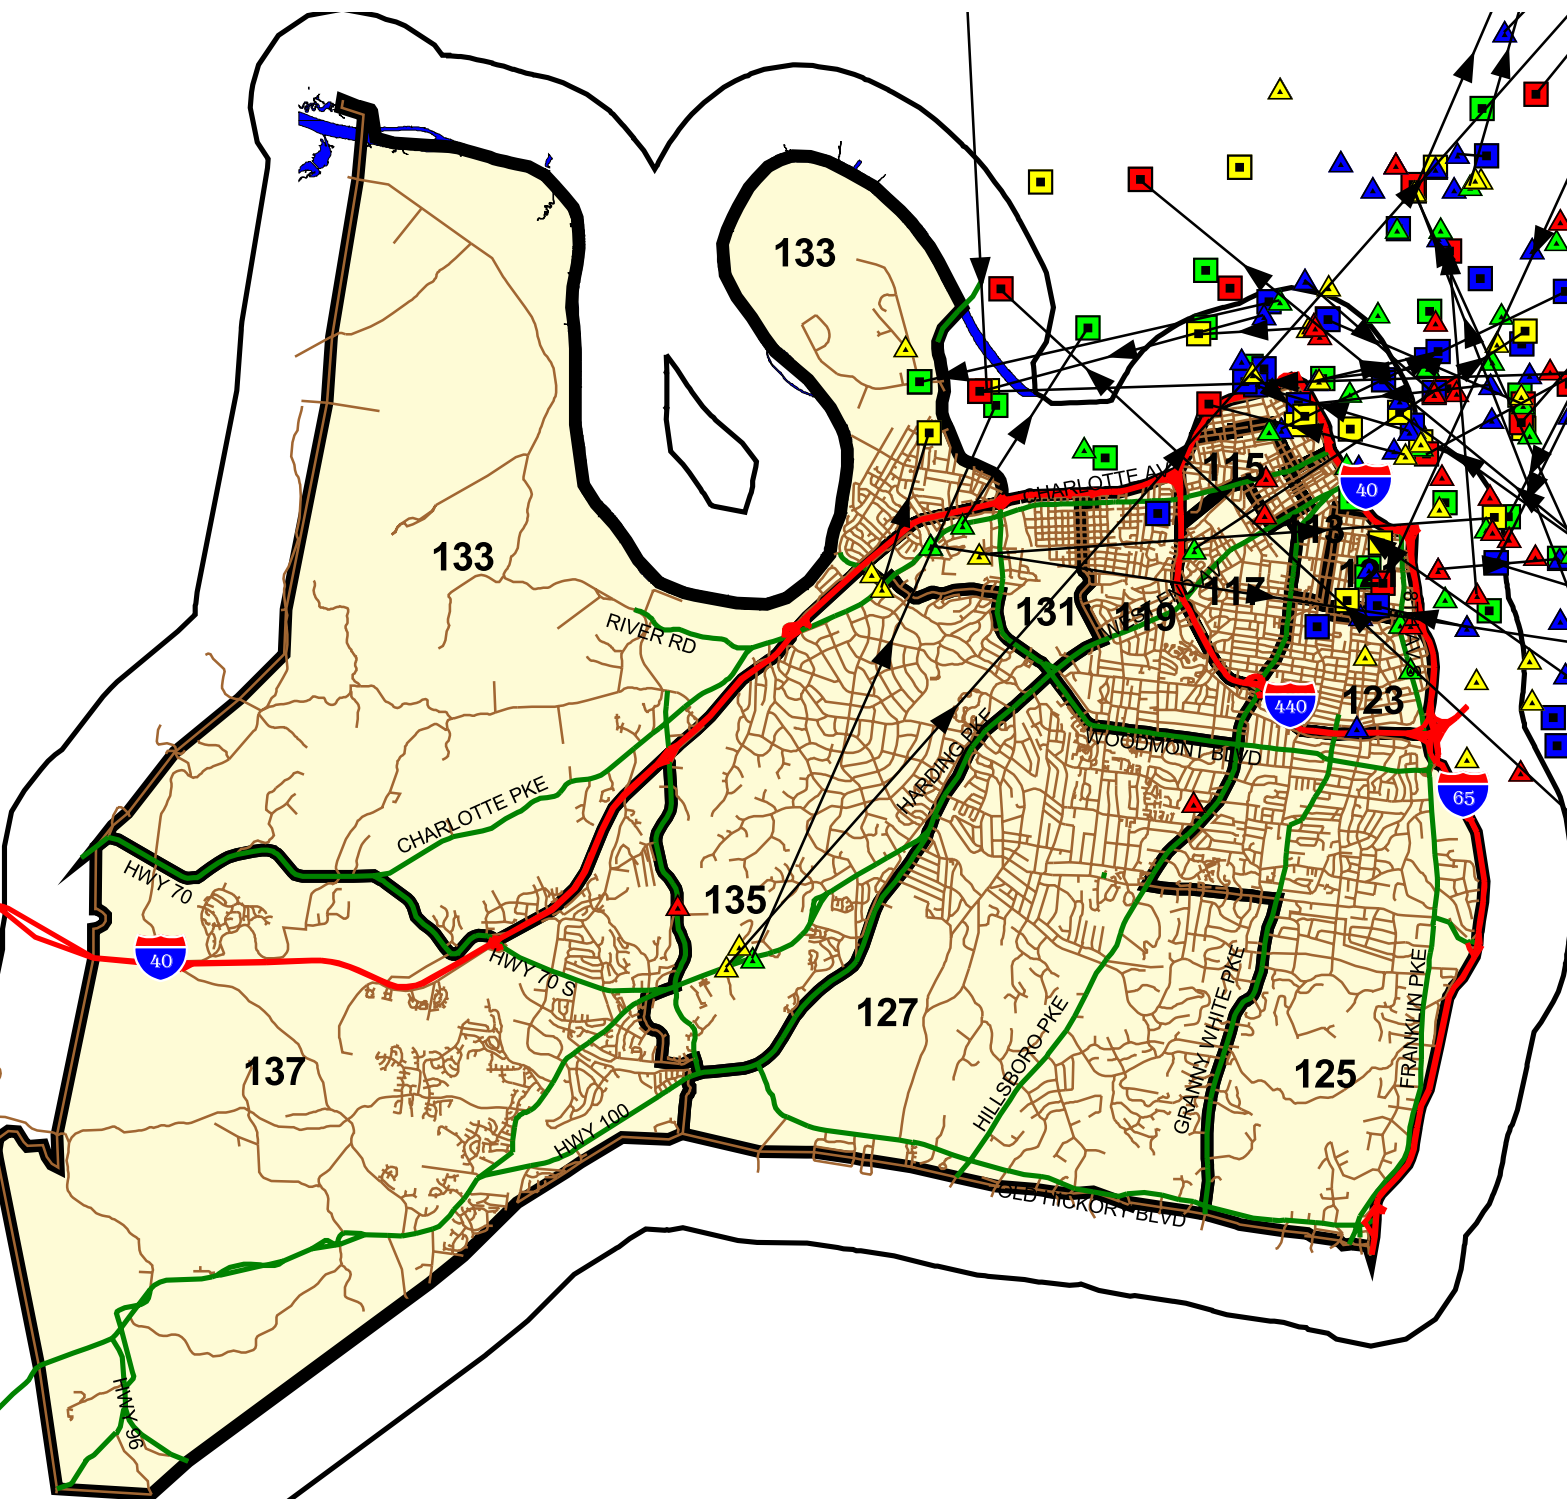 133
133
CHARLOTTE AV
115
40
113
131
119
117
RIVER RD
123
440
WOODMONT BLVD
HARDING PKE
65
CHARLOTTE PKE
HWY 70
135
40
HWY 70 S
127
HILLSBORO PKE
GRANNY WHITE PKE
FRANKLIN PKE
137
125
HWY 100
OLD HICKORY BLVD
HWY 96